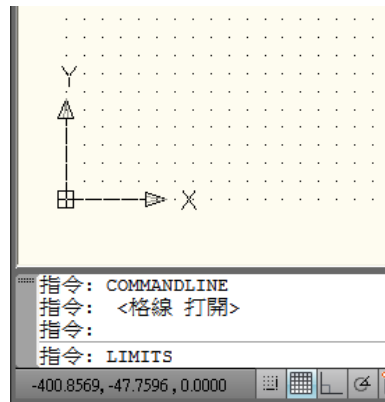 Y
X
指令: COMMANDLINE
指令:  <格線 打開>
指令:
指令: LIMITS
-400.8569, -47.7596 , 0.0000